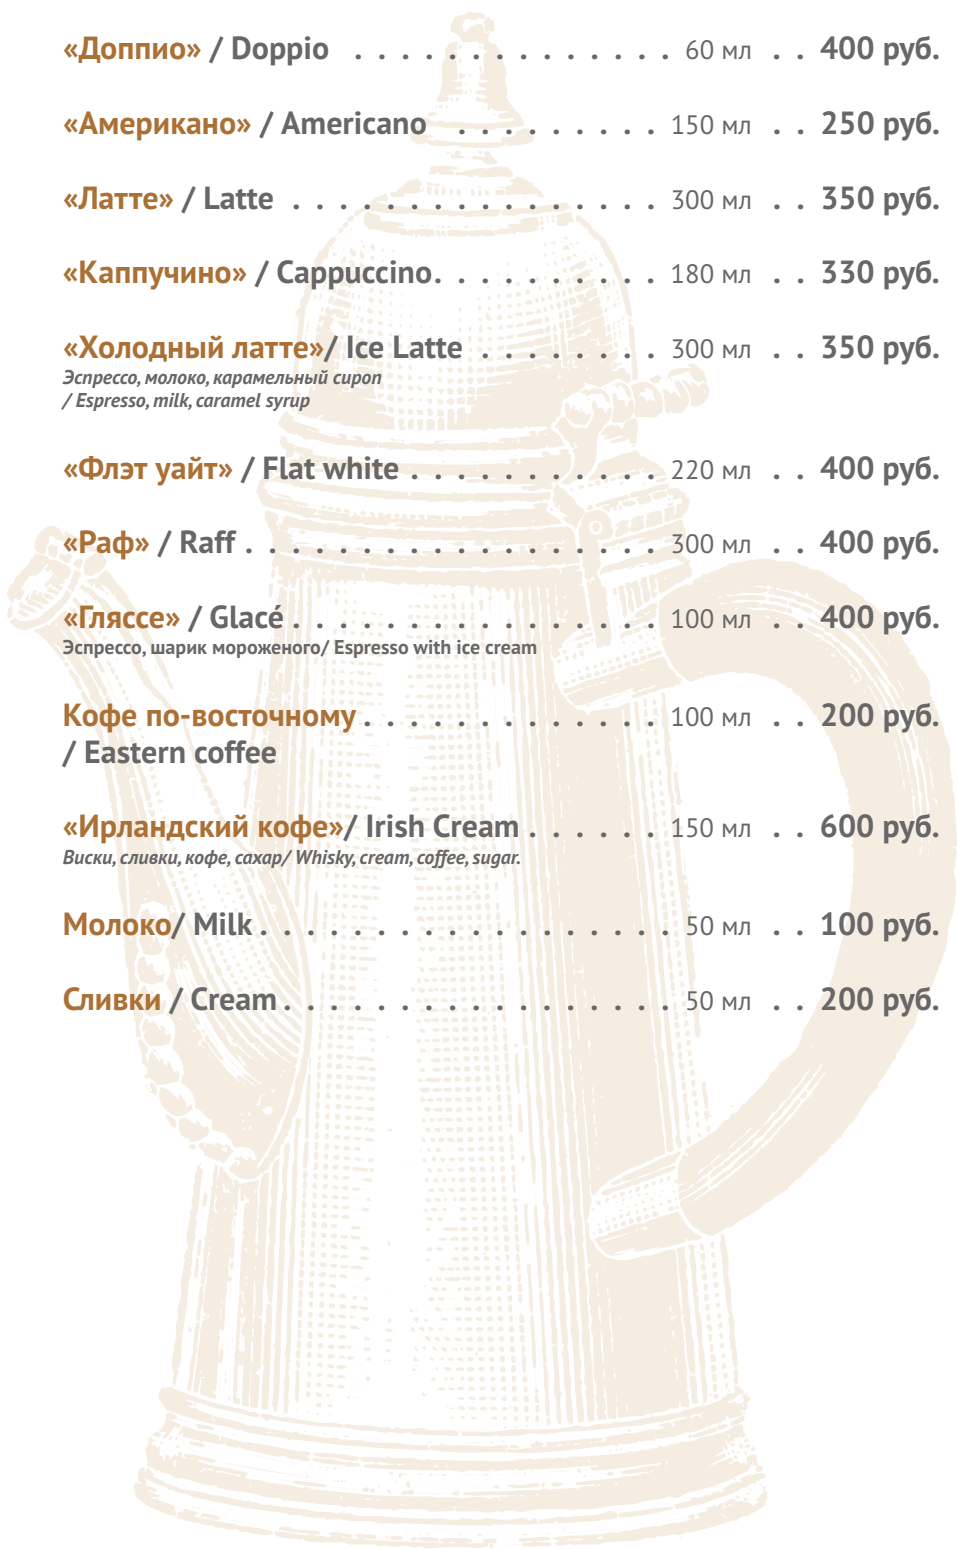 «Доппио» / Doppio . . . . . . . . . . . . . . 60 мл . . 400 руб.
«Американо» / Americano . . . . . . . . . 150 мл . . 250 руб.
«Латте» / Latte . . . . . . . . . . . . . . . . 300 мл . . 350 руб.
«Каппучино» / Cappuccino. . . . . . . . . . 180 мл . . 330 руб.
«Холодный латте»/ Ice Latte . . . . . . . . 300 мл . . 350 руб.
Эспрессо, молоко, карамельный сироп
/ Espresso, milk, caramel syrup
«Флэт уайт» / Flat white . . . . . . . . . . . 220 мл . . 400 руб.
«Раф» / Raff . . . . . . . . . . . . . . . . . . 300 мл . . 400 руб.
«Гляссе» / Glacé . . . . . . . . . . . . . . . . 100 мл . . 400 руб.
Эспрессо, шарик мороженого/ Espresso with ice cream
Кофе по-восточному . . . . . . . . . . . . . 100 мл . . 200 руб.
/ Eastern coffee
«Ирландский кофе»/ Irish Cream . . . . . . 150 мл . . 600 руб.
Виски, сливки, кофе, сахар/ Whisky, cream, coffee, sugar.
Молоко/ Milk . . . . . . . . . . . . . . . . . . 50 мл . . 100 руб.
Сливки / Cream . . . . . . . . . . . . . . . . . 50 мл . . 200 руб.